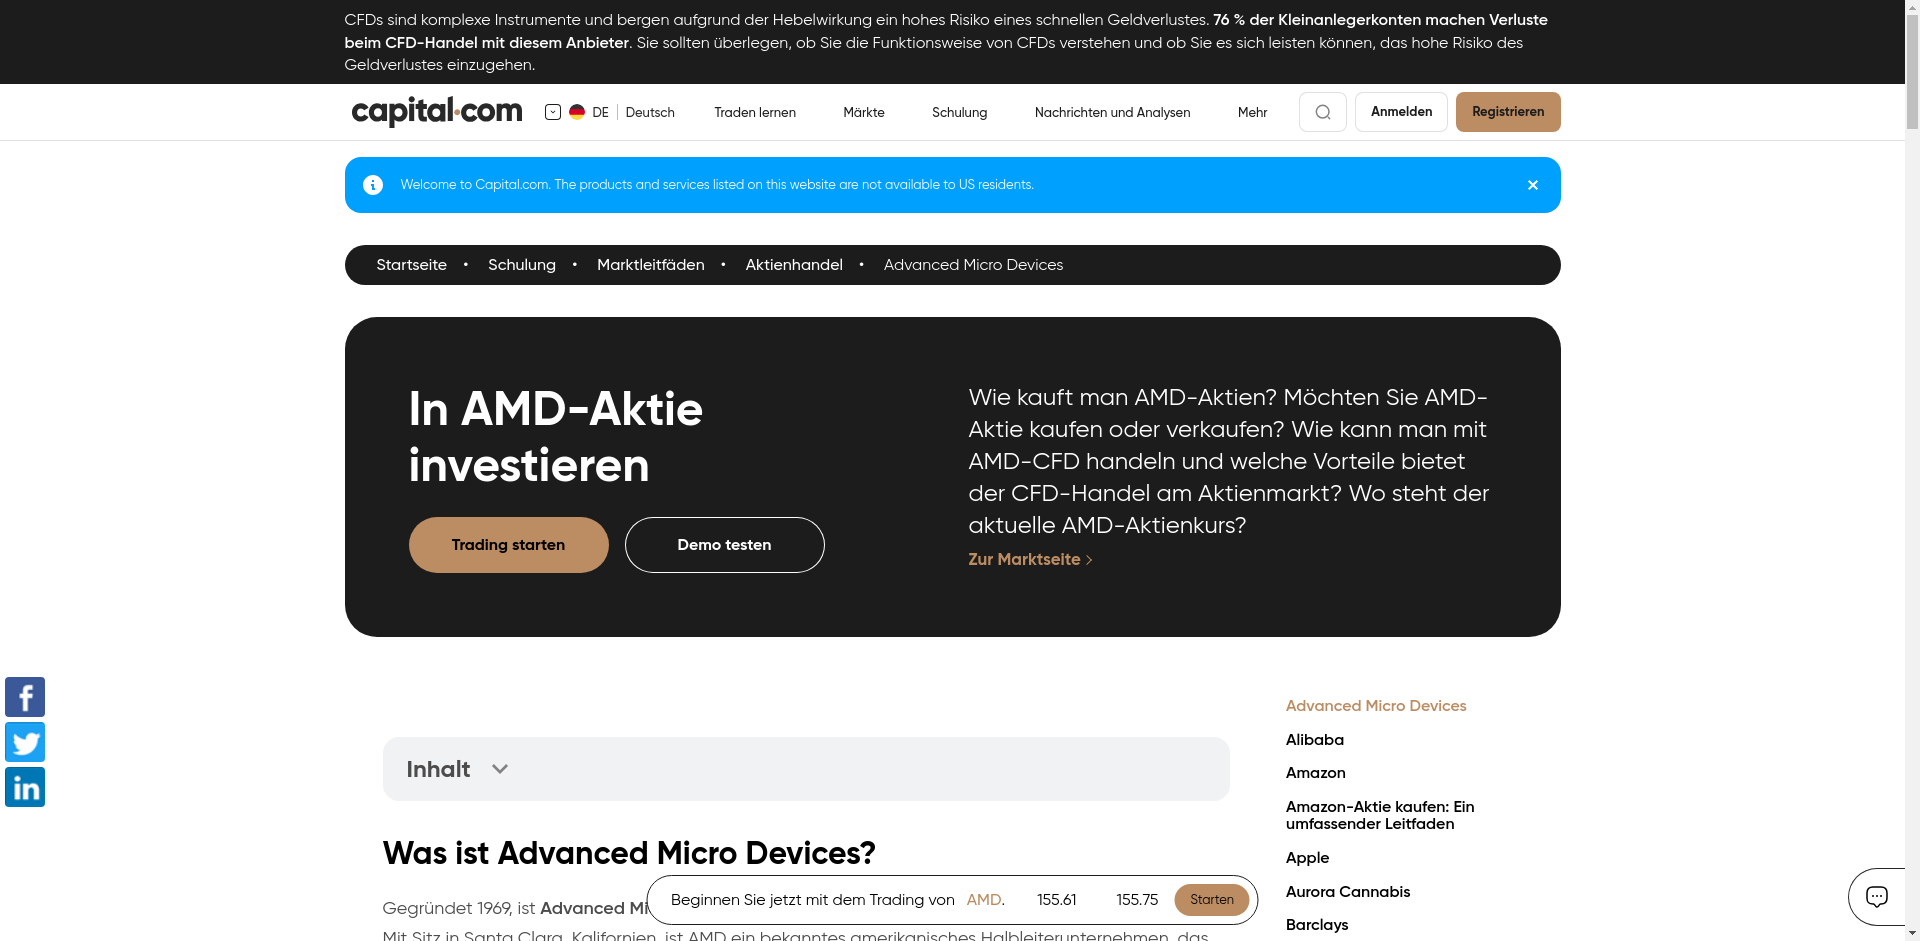 CFDs sind komplexe Instrumente und bergen aufgrund der Hebelwirkung ein hohes Risiko eines schnellen Geldverlustes. 76 % der Kleinanlegerkonten machen Verluste
beim CFD-Handel mit diesem Anbieter. Sie sollten überlegen, ob Sie die Funktionsweise von CFDs verstehen und ob Sie es sich leisten können, das hohe Risiko des
Geldverlustes einzugehen.
capital.com DE Deutsch Traden lernen Märkte Schulung Nachrichten und Analysen Mehr Anmelden Registrieren
Welcome to Capital.com. The products and services listed on this website are not available to US residents.
Startseite • Schulung • Marktleitfäden • Aktienhandel • Advanced Micro Devices
In AMD-Aktie
investieren
Trading starten Demo testen
Wie kauft man AMD-Aktien? Möchten Sie AMD-
Aktie kaufen oder verkaufen? Wie kann man mit
AMD-CFD handeln und welche Vorteile bietet
der CFD-Handel am Aktienmarkt? Wo steht der
aktuelle AMD-Aktienkurs?
Zur Marktseite
Inhalt
Was ist Advanced Micro Devices?
Gegründet 1969, ist Advanced Mi
Mit Sitz in Santa Clara, Kalifornien, ist AMD ein bekanntes amerikanisches Halbleiterunternehmen, das
Beginnen Sie jetzt mit dem Trading von AMD. 155.61 155.75 Starten
Advanced Micro Devices
Alibaba
Amazon
Amazon-Aktie kaufen: Ein
umfassender Leitfaden
Apple
Aurora Cannabis
Barclays